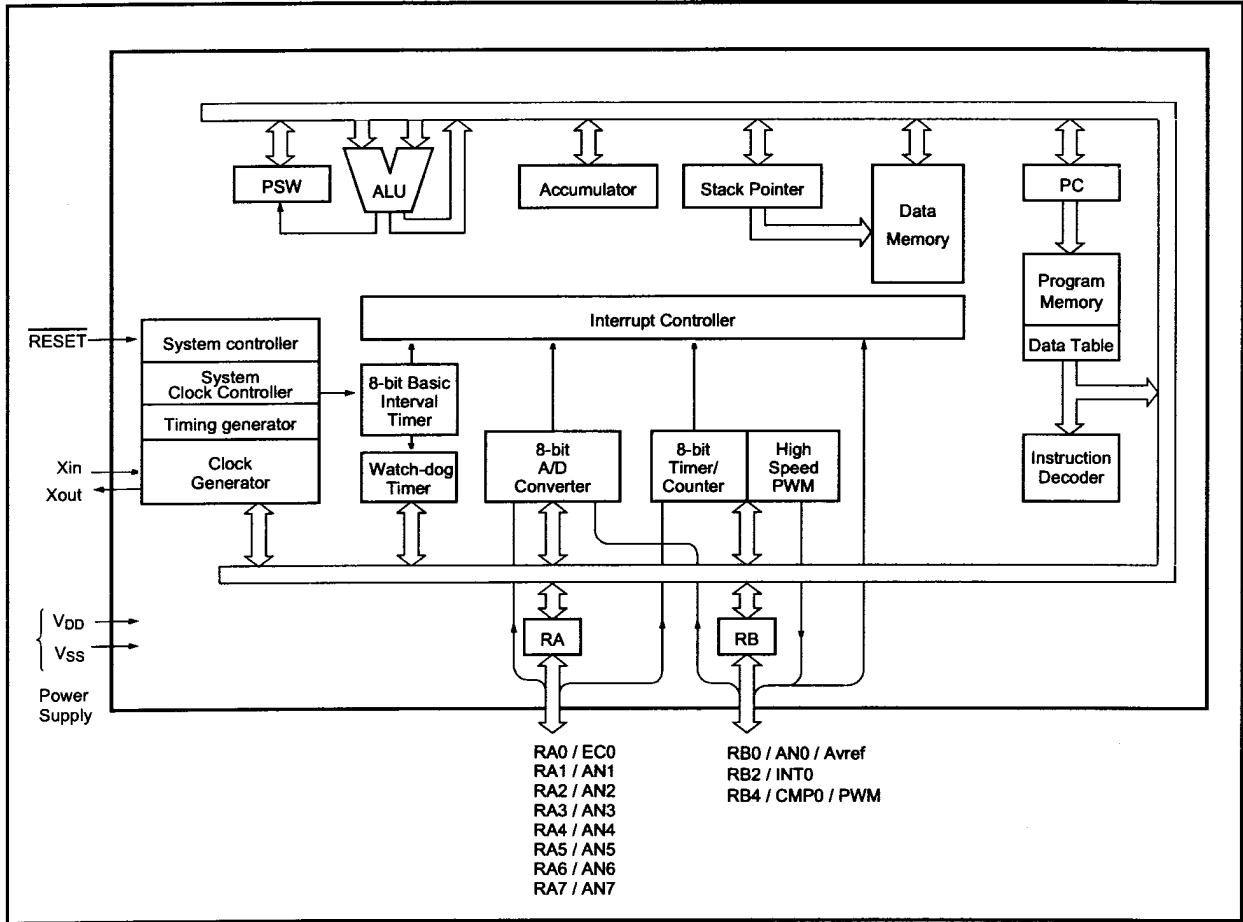 PSW
ALU
Accumulator
Stack Pointer
Data
Memory
PC
Program
Memory
Data Table
Instruction
Decoder
Interrupt Controller
RESET
System controller
System
Clock Controller
Timing generator
Clock
Generator
Xin
Xout
8-bit Basic
Interval
Timer
Watch-dog
Timer
8-bit
A/D
Converter
8-bit
Timer/
Counter
High
Speed
PWM
VDD
VSS
Power
Supply
RA
RB
RA0 / EC0
RA1 / AN1
RA2 / AN2
RA3 / AN3
RA4 / AN4
RA5 / AN5
RA6 / AN6
RA7 / AN7
RB0 / AN0 / Avref
RB2 / INT0
RB4 / CMP0 / PWM